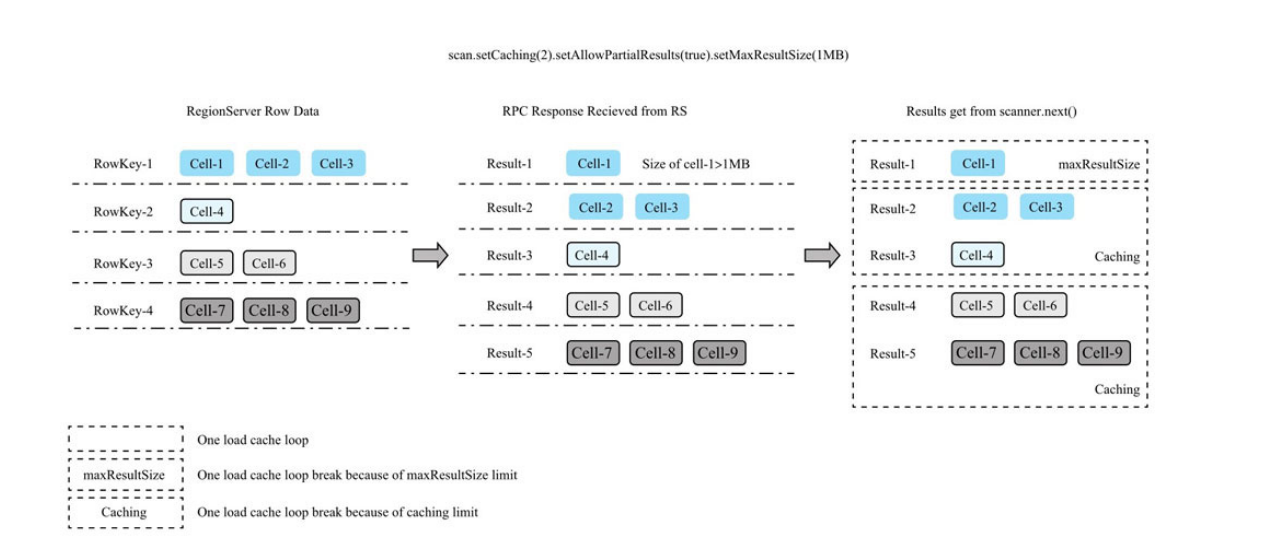 scan.setCaching(2).setAllowPartialResults(true).setMaxResultSize(1MB)
RegionServer Row Data
RowKey-1 Cell-1 Cell-2 Cell-3
RowKey-2 Cell-4
RowKey-3 Cell-5 Cell-6
RowKey-4 Cell-7 Cell-8 Cell-9
RPC Response Recieved from RS
Result-1 Cell-1 Size of cell-1>1MB
Result-2 Cell-2 Cell-3
Result-3 Cell-4
Result-4 Cell-5 Cell-6
Result-5 Cell-7 Cell-8 Cell-9
Results get from scanner.next()
Result-1 Cell-1 maxResultSize
Result-2 Cell-2 Cell-3
Result-3 Cell-4 Caching
Result-4 Cell-5 Cell-6
Result-5 Cell-7 Cell-8 Cell-9
Caching
One load cache loop
maxResultSize One load cache loop break because of maxResultSize limit
Caching One load cache loop break because of caching limit